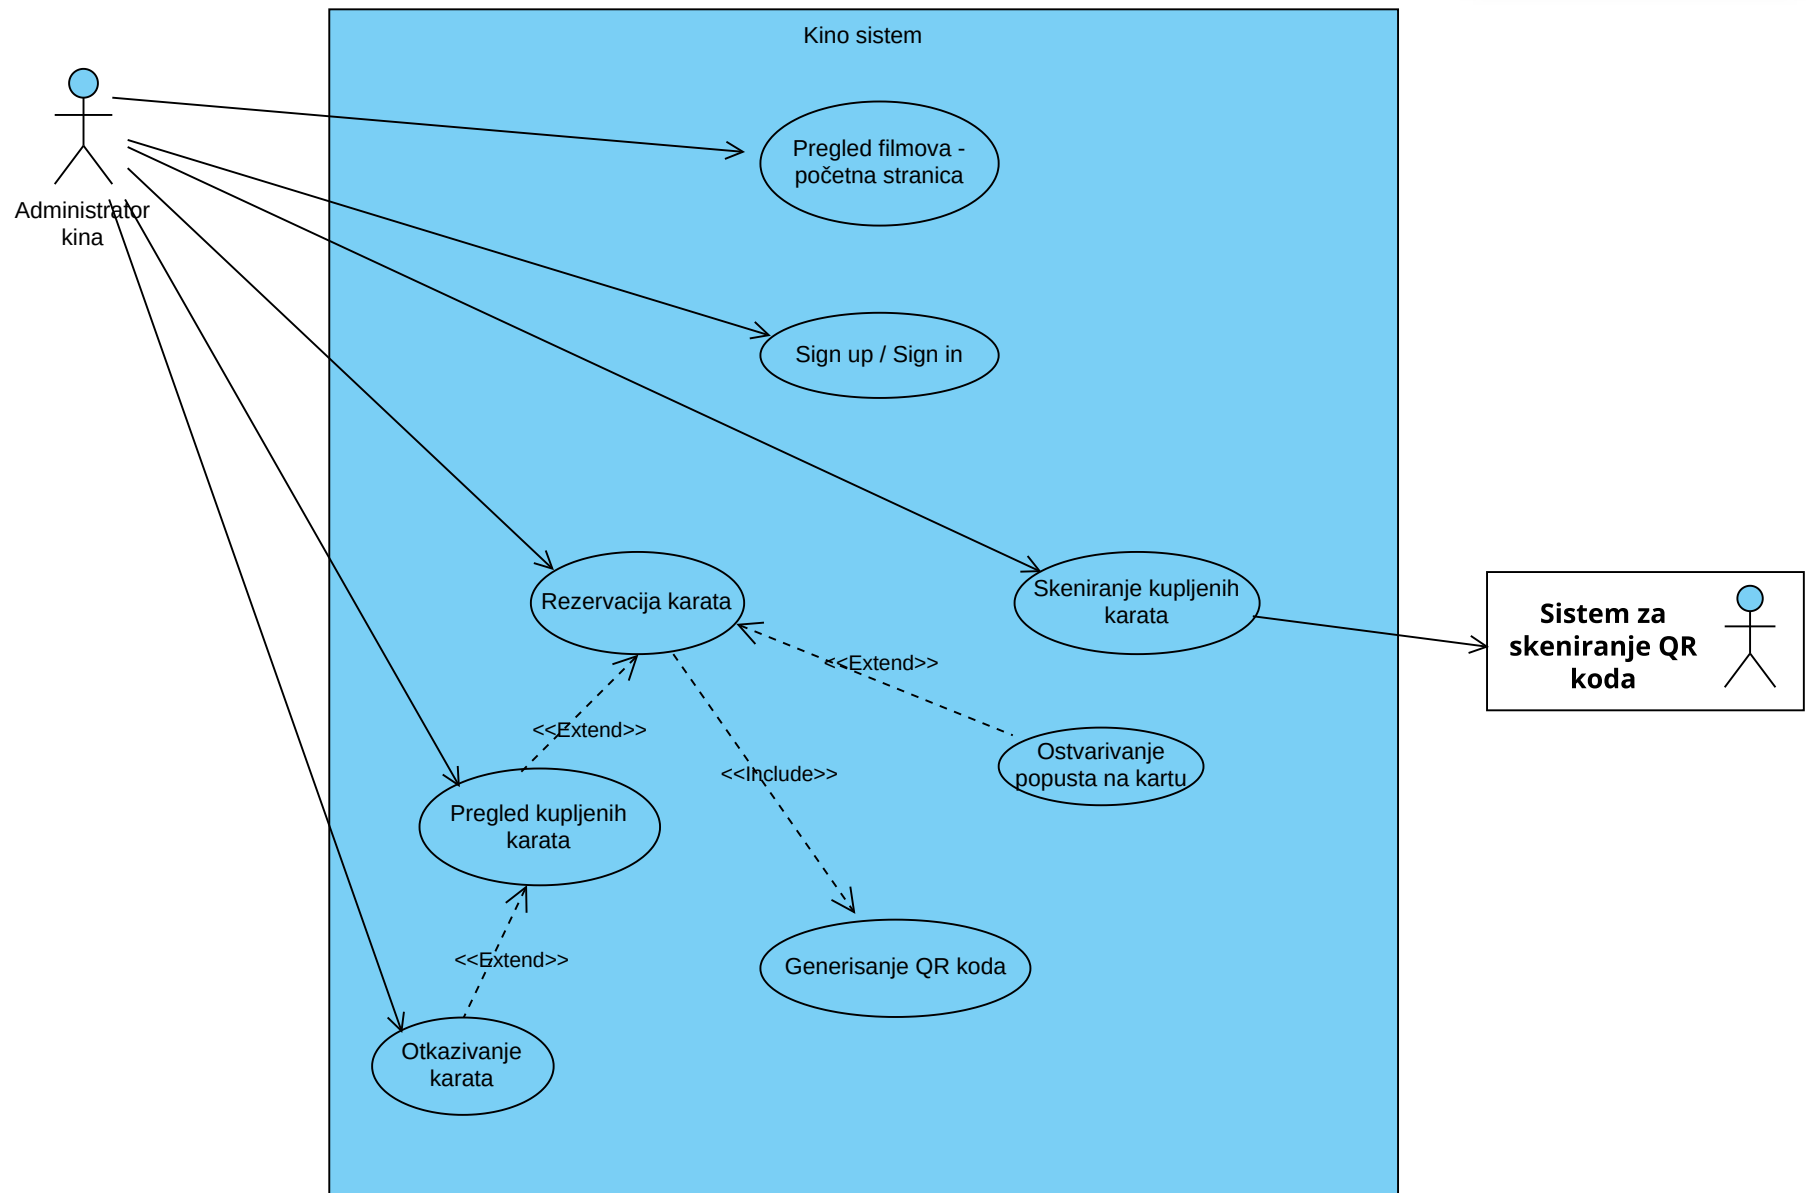 Kino sistem
Administrator
kina
Pregled filmova -
početna stranica
Sign up / Sign in
Rezervacija karata
Skeniranje kupljenih
karata
Sistem za
skeniranje QR
koda
<<Extend>>
<<Extend>>
<<Include>>
Ostvarivanje
popusta na kartu
Pregled kupljenih
karata
<<Extend>>
Generisanje QR koda
Otkazivanje
karata